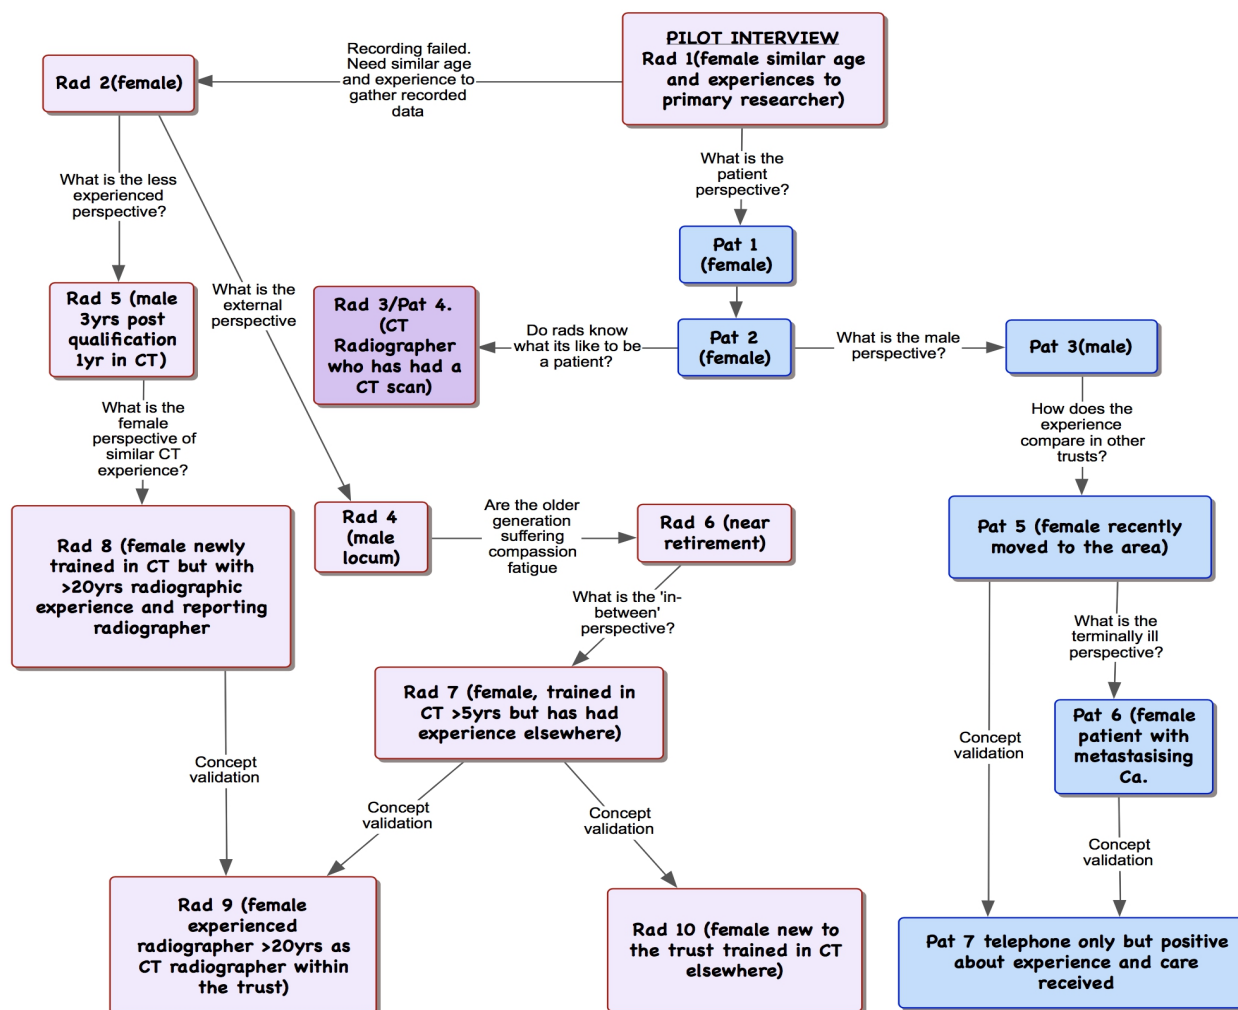 PILOT INTERVIEW
Rad 1(female similar age
and experiences to
primary researcher)
Recording failed.
Need similar age
and experience to
gather recorded
data
Rad 2(female)
What is the
patient
perspective?
What is the less
experienced
perspective?
Pat 1
(female)
What is the
external
perspective
Rad 5 (male
3yrs post
qualification
1yr in CT)
Rad 3/Pat 4.
(CT
Radiographer
who has had a
CT scan)
Do rads know
what its like to be
a patient?
Pat 2
(female)
What is the male
perspective?
Pat 3(male)
What is the
female
perspective of
similar CT
experience?
How does the
experience
compare in other
trusts?
Rad 8 (female newly
trained in CT but with
>20yrs radiographic
experience and reporting
radiographer
Rad 4
(male
locum)
Are the older
generation
suffering
compassion
fatigue
Rad 6 (near
retirement)
Pat 5 (female recently
moved to the area)
What is the 'in-
between'
perspective?
What is the
terminally ill
perspective?
Rad 7 (female, trained in
CT >5yrs but has had
experience elsewhere)
Pat 6 (female
patient with
metastasising
Ca.
Concept
validation
Concept
validation
Concept
validation
Concept
validation
Concept
validation
Rad 9 (female
experienced
radiographer >20yrs as
CT radiographer within
the trust)
Rad 10 (female new to
the trust trained in CT
elsewhere)
Pat 7 telephone only but positive
about experience and care
received